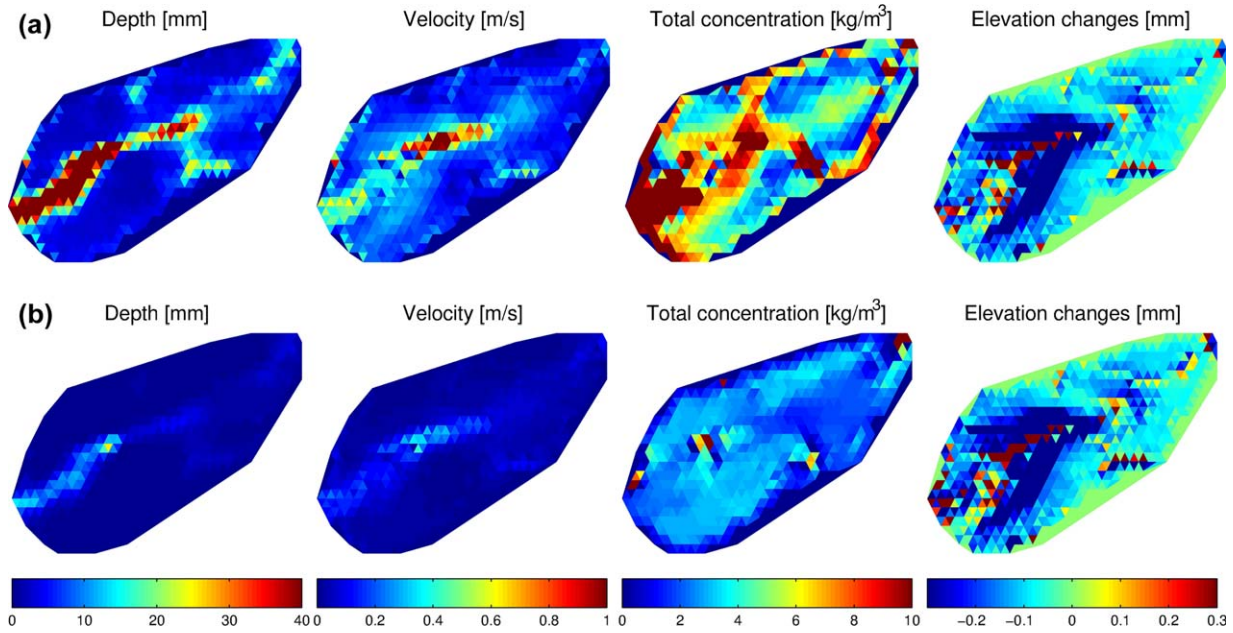 (a) Depth [mm] Velocity [m/s] Total concentration [kg/m³] Elevation changes [mm]
(b) Depth [mm] Velocity [m/s] Total concentration [kg/m³] Elevation changes [mm]
0 10 20 30 40 0 0.2 0.4 0.6 0.8 1 0 2 4 6 8 10 −0.2 −0.1 0 0.1 0.2 0.3